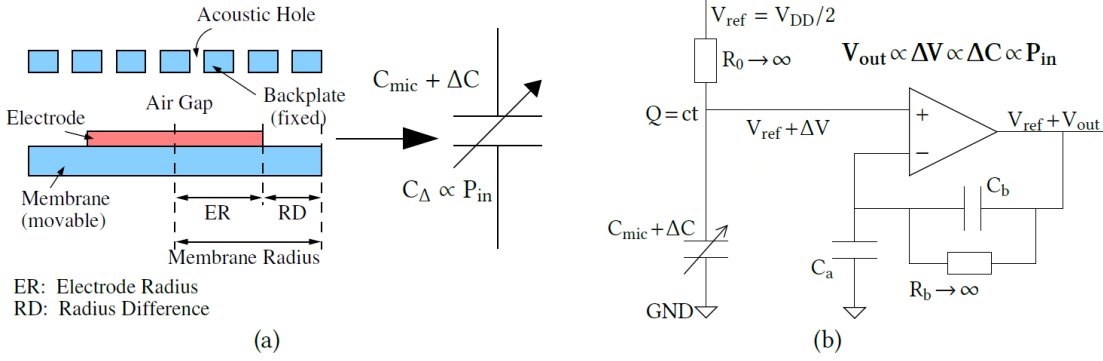 Acoustic Hole
Air Gap
Backplate
(fixed)
Electrode
Membrane
(movable)
ER
RD
Membrane Radius
ER: Electrode Radius
RD: Radius Difference
(a)
C_mic + ΔC
C_Δ ∝ P_in
V_ref = V_DD/2
R_0 → ∞
V_out ∝ ΔV ∝ ΔC ∝ P_in
Q = ct
V_ref + ΔV
+
−
V_ref + V_out
C_b
C_mic + ΔC
C_a
R_b → ∞
GND
(b)